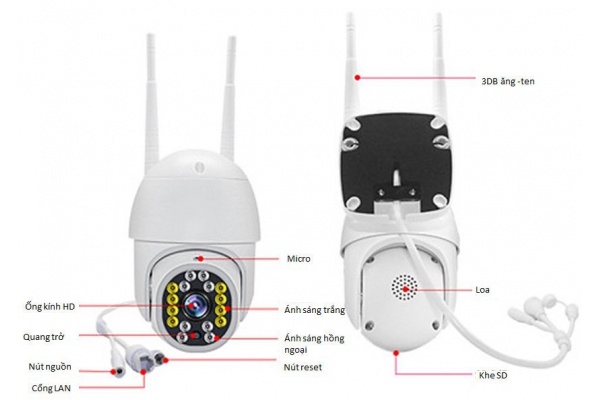 3DB ăng -ten
Micro
Ống kính HD
Ánh sáng trắng
Loa
Quang trở
Ánh sáng hồng
ngoại
Nút nguồn
Nút reset
Khe SD
Cổng LAN